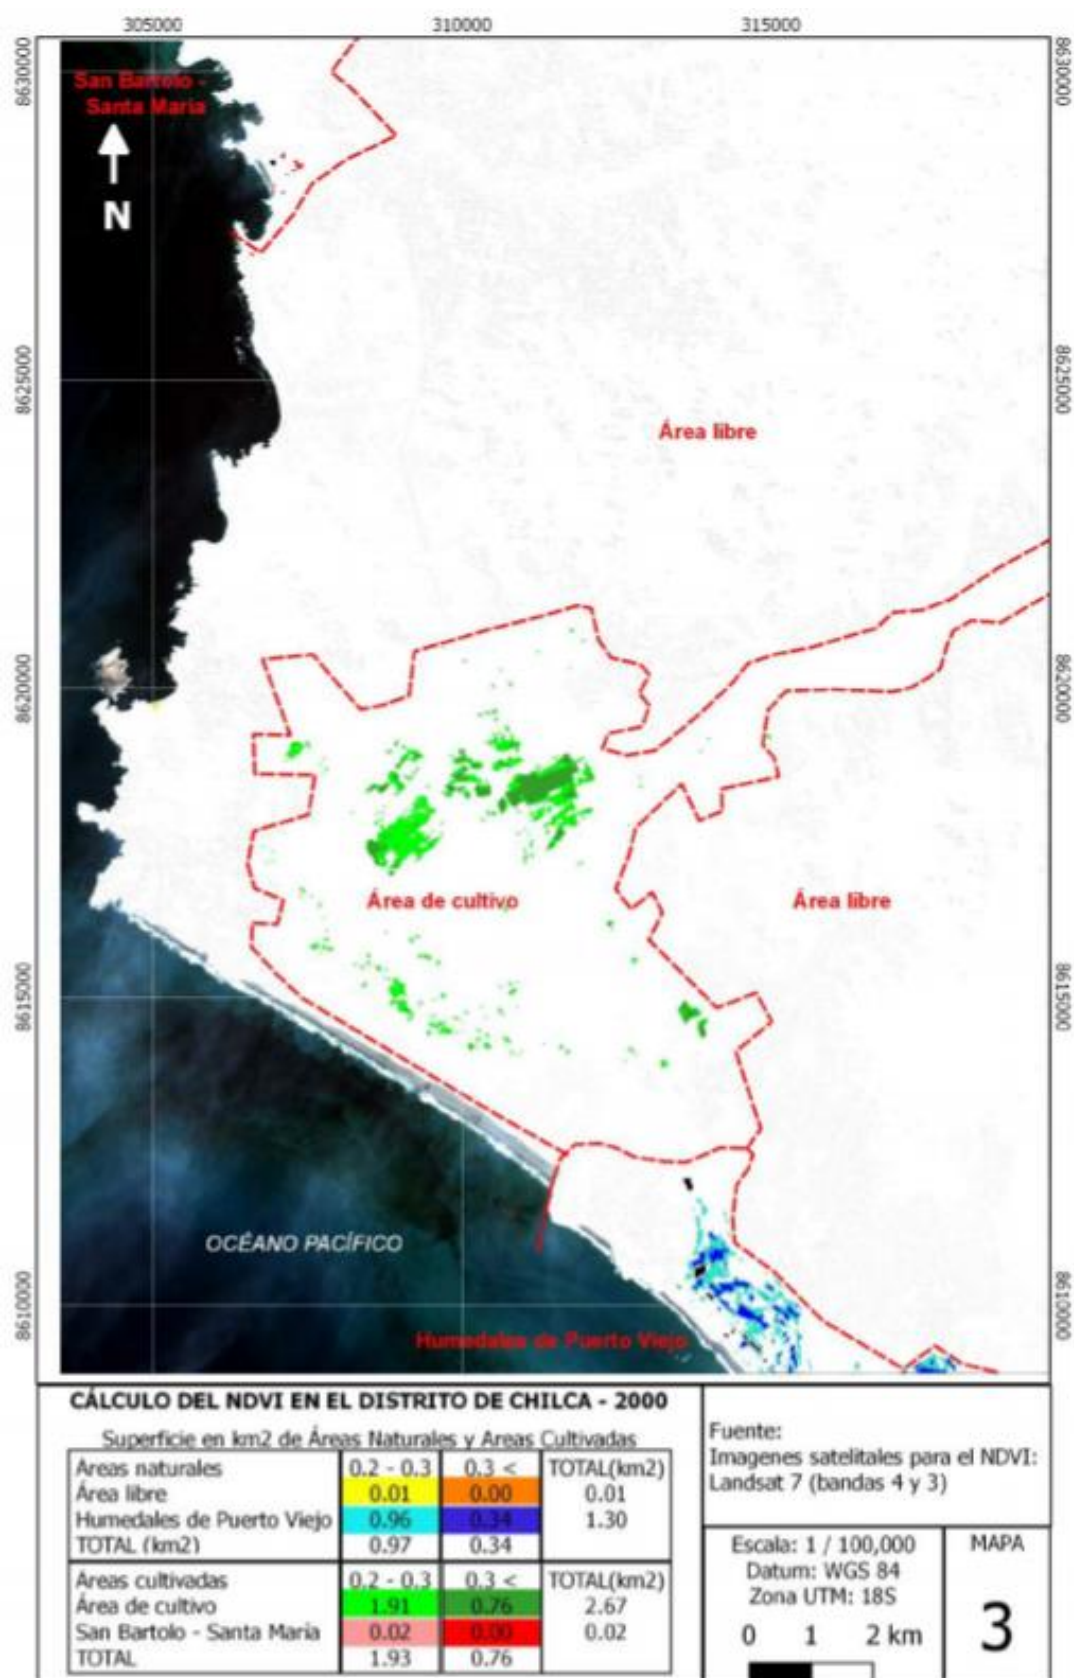 305000 310000 315000
8630000 8630000
San Bartolo -
Santa Maria
N
8625000 8625000
Área libre
8620000 8620000
Área de cultivo
Área libre
8615000 8615000
OCÉANO PACÍFICO
8610000 8610000
Humedales de Puerto Viejo
CÁLCULO DEL NDVI EN EL DISTRITO DE CHILCA - 2000
Superficie en km2 de Áreas Naturales y Areas Cultivadas
Areas naturales 0.2 - 0.3 0.3 < TOTAL(km2)
Área libre 0.01 0.00 0.01
Humedales de Puerto Viejo 0.96 0.34 1.30
TOTAL (km2) 0.97 0.34
Areas cultivadas 0.2 - 0.3 0.3 < TOTAL(km2)
Área de cultivo 1.91 0.76 2.67
San Bartolo - Santa Maria 0.02 0.00 0.02
TOTAL 1.93 0.76
Fuente:
Imagenes satelitales para el NDVI:
Landsat 7 (bandas 4 y 3)
Escala: 1 / 100,000
Datum: WGS 84
Zona UTM: 18S
0 1 2 km
MAPA
3